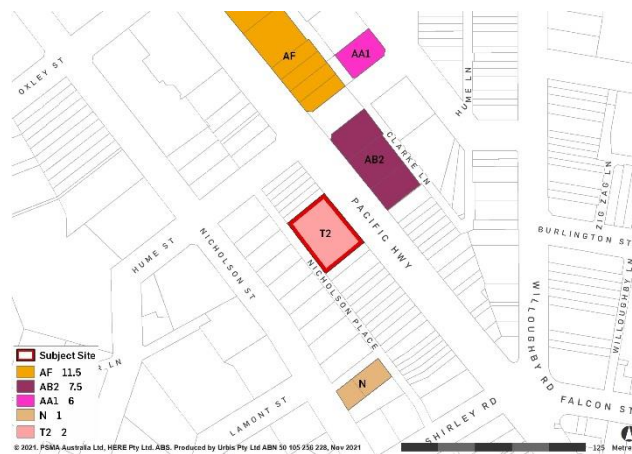 OXLEY ST
AF
AA1
HUME LN
CLARKE LN
AB2
ZIG ZAG LN
PACIFIC HWY
T2
BURLINGTON ST
HUME ST
NICHOLSON ST
NICHOLSON PLACE
WILLOUGHBY LN
WILLOUGHBY RD
Subject Site
AF 11.5
AB2 7.5
AA1 6
N 1
T2 2
ER LN
N
LAMONT ST
SHIRLEY RD
FALCON ST
© 2021. PSMA Australia Ltd, HERE Pty Ltd. ABS. Produced by Urbis Pty Ltd ABN 50 105 256 228, Nov 2021
125 Metre